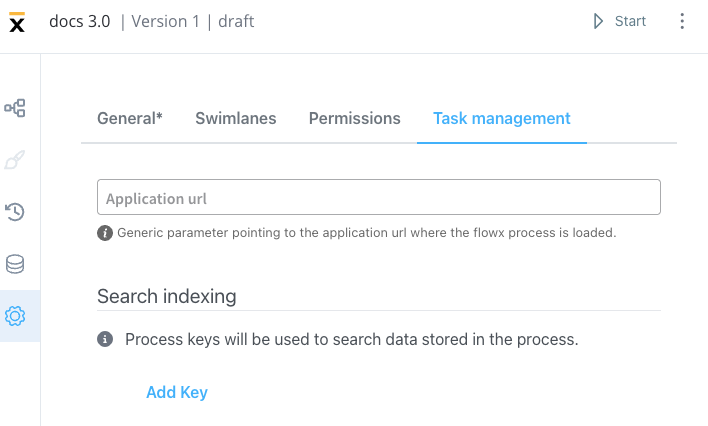 docs 3.0 | Version 1 | draft
Start
General* Swimlanes Permissions Task management
Application url
Generic parameter pointing to the application url where the flowx process is loaded.
Search indexing
Process keys will be used to search data stored in the process.
Add Key